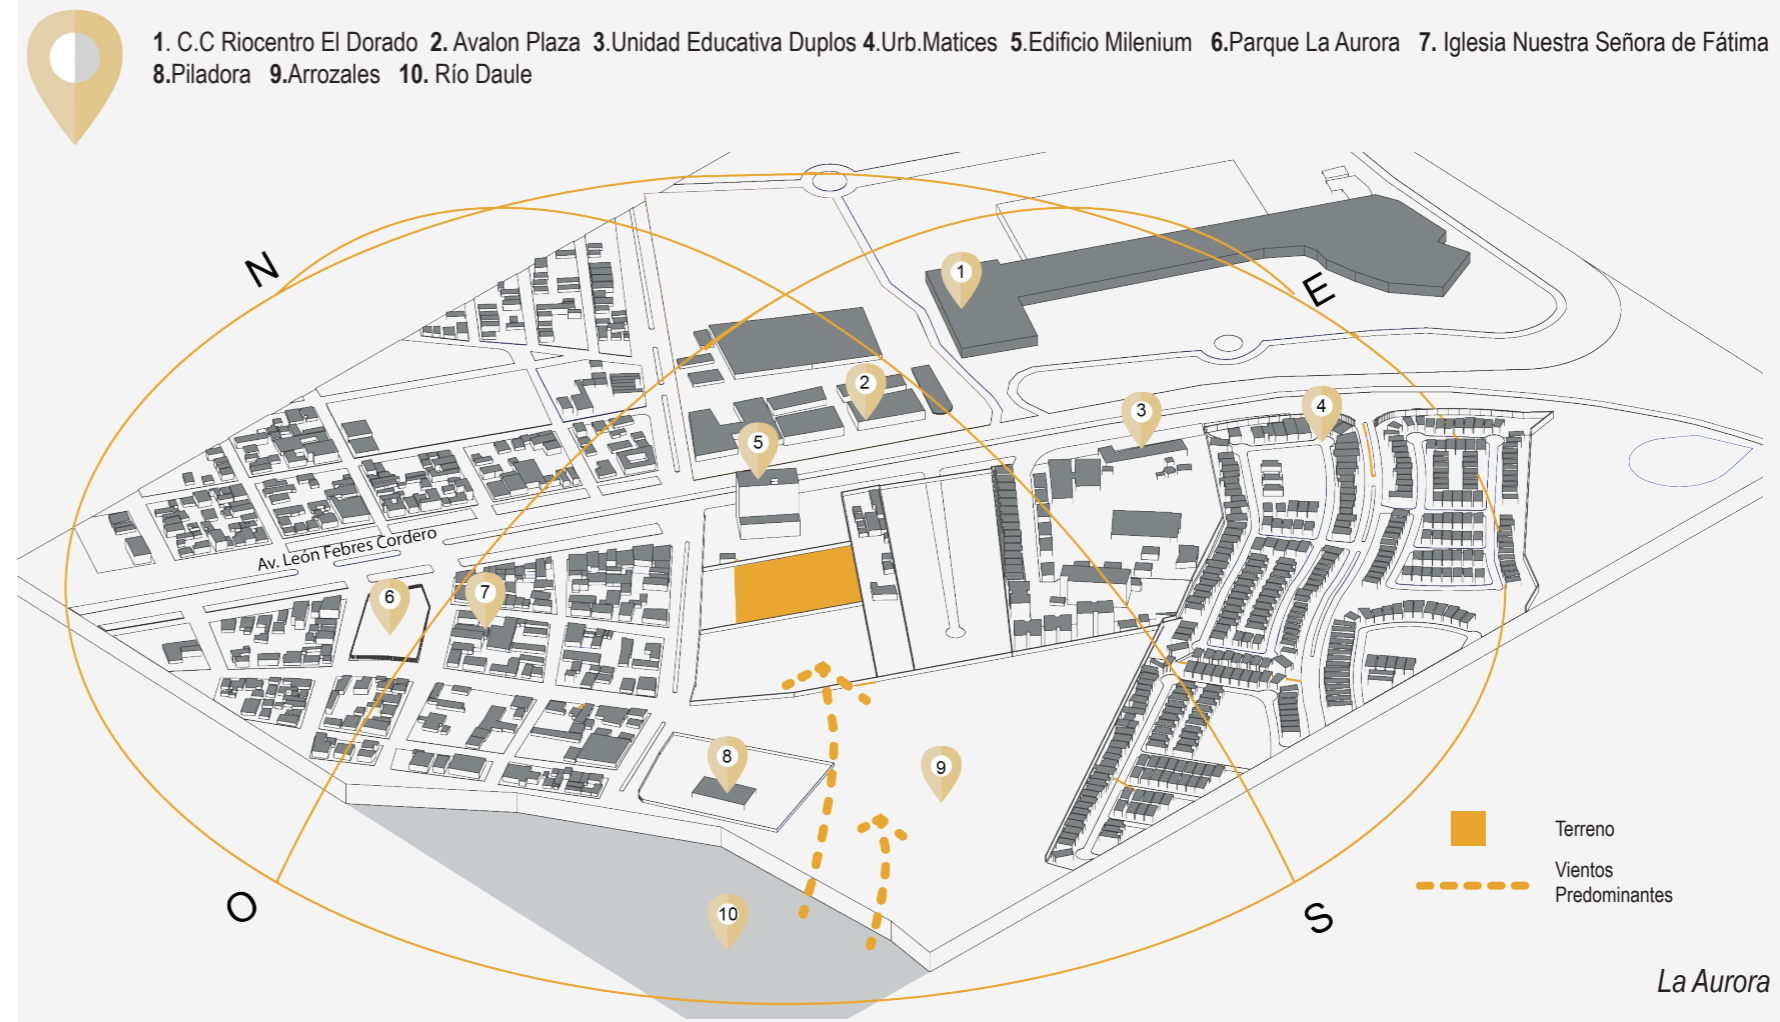 1. C.C Riocentro El Dorado 2. Avalon Plaza 3.Unidad Educativa Duplos 4.Urb.Matices 5.Edificio Milenium 6.Parque La Aurora 7. Iglesia Nuestra Señora de Fátima
8.Piladora 9.Arrozales 10. Río Daule
N
E
1
2
3
4
5
Av. León Febres Cordero
6
7
8
9
10
O
S
Terreno
Vientos
Predominantes
La Aurora